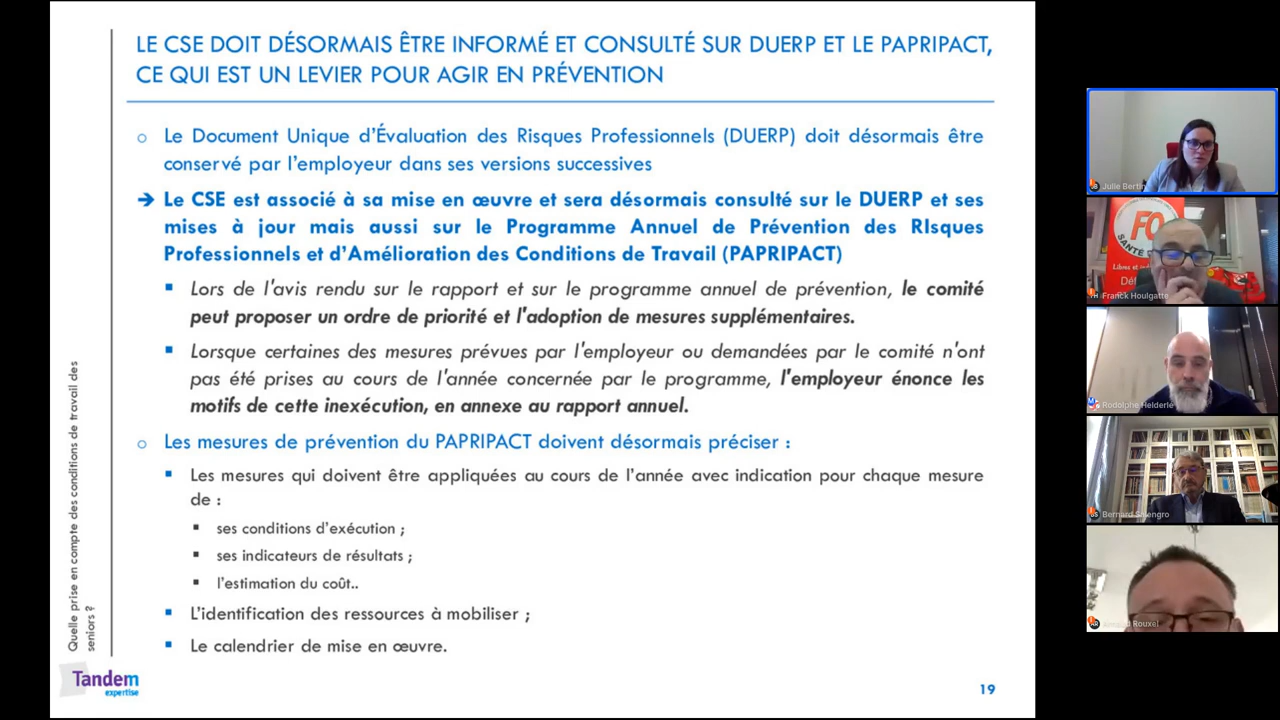 LE CSE DOIT DÉSORMAIS ÊTRE INFORMÉ ET CONSULTÉ SUR DUERP ET LE PAPRIPACT,
CE QUI EST UN LEVIER POUR AGIR EN PRÉVENTION
Le Document Unique d'Évaluation des Risques Professionnels (DUERP) doit désormais être
conservé par l'employeur dans ses versions successives
➔ Le CSE est associé à sa mise en œuvre et sera désormais consulté sur le DUERP et ses
mises à jour mais aussi sur le Programme Annuel de Prévention des RIsques
Professionnels et d'Amélioration des Conditions de Travail (PAPRIPACT)
Lors de l'avis rendu sur le rapport et sur le programme annuel de prévention, le comité
peut proposer un ordre de priorité et l'adoption de mesures supplémentaires.
Lorsque certaines des mesures prévues par l'employeur ou demandées par le comité n'ont
pas été prises au cours de l'année concernée par le programme, l'employeur énonce les
motifs de cette inexécution, en annexe au rapport annuel.
Les mesures de prévention du PAPRIPACT doivent désormais préciser :
Les mesures qui doivent être appliquées au cours de l'année avec indication pour chaque mesure
de :
ses conditions d'exécution ;
ses indicateurs de résultats ;
l'estimation du coût..
L'identification des ressources à mobiliser ;
Le calendrier de mise en œuvre.
Quelle prise en compte des conditions de travail des
seniors ?
Tandem
expertise
19
Julie Bertin
FO
SANTÉ
Franck Houlgatte
Rodolphe Helderlé
Bernard
Rouxel